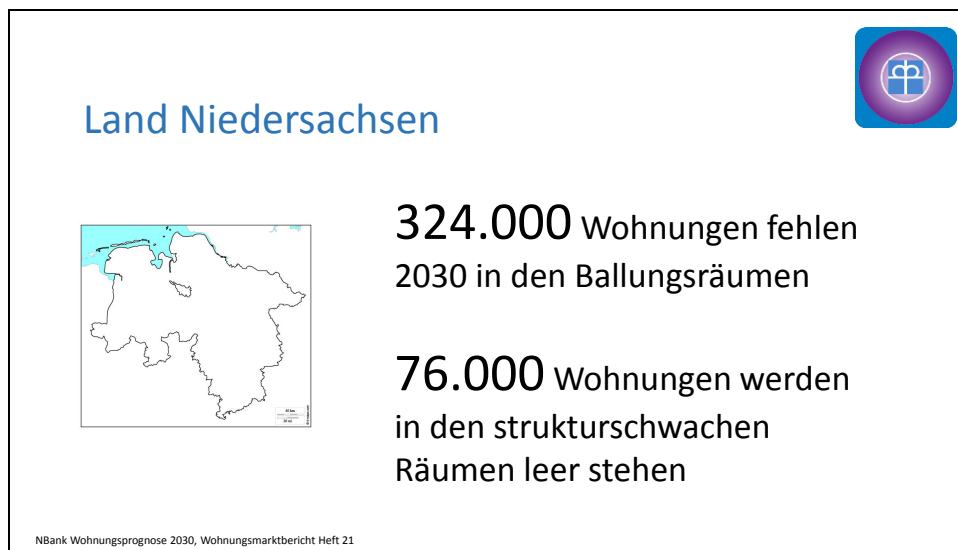 Land Niedersachsen
324.000 Wohnungen fehlen
2030 in den Ballungsräumen
76.000 Wohnungen werden
in den strukturschwachen
Räumen leer stehen
NBank Wohnungsprognose 2030, Wohnungsmarktbericht Heft 21